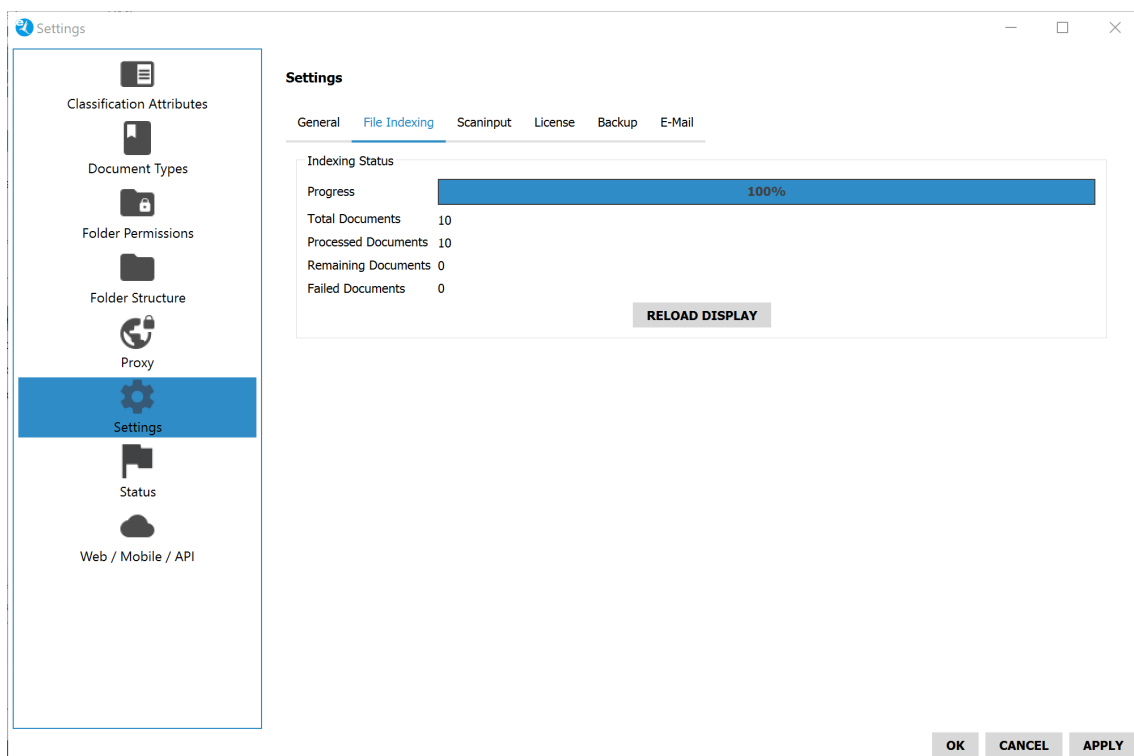 Settings
Classification Attributes
Document Types
Folder Permissions
Folder Structure
Proxy
Settings
Status
Web / Mobile / API
Settings
General File Indexing Scaninput License Backup E-Mail
Indexing Status
Progress 100%
Total Documents 10
Processed Documents 10
Remaining Documents 0
Failed Documents 0
RELOAD DISPLAY
OK CANCEL APPLY